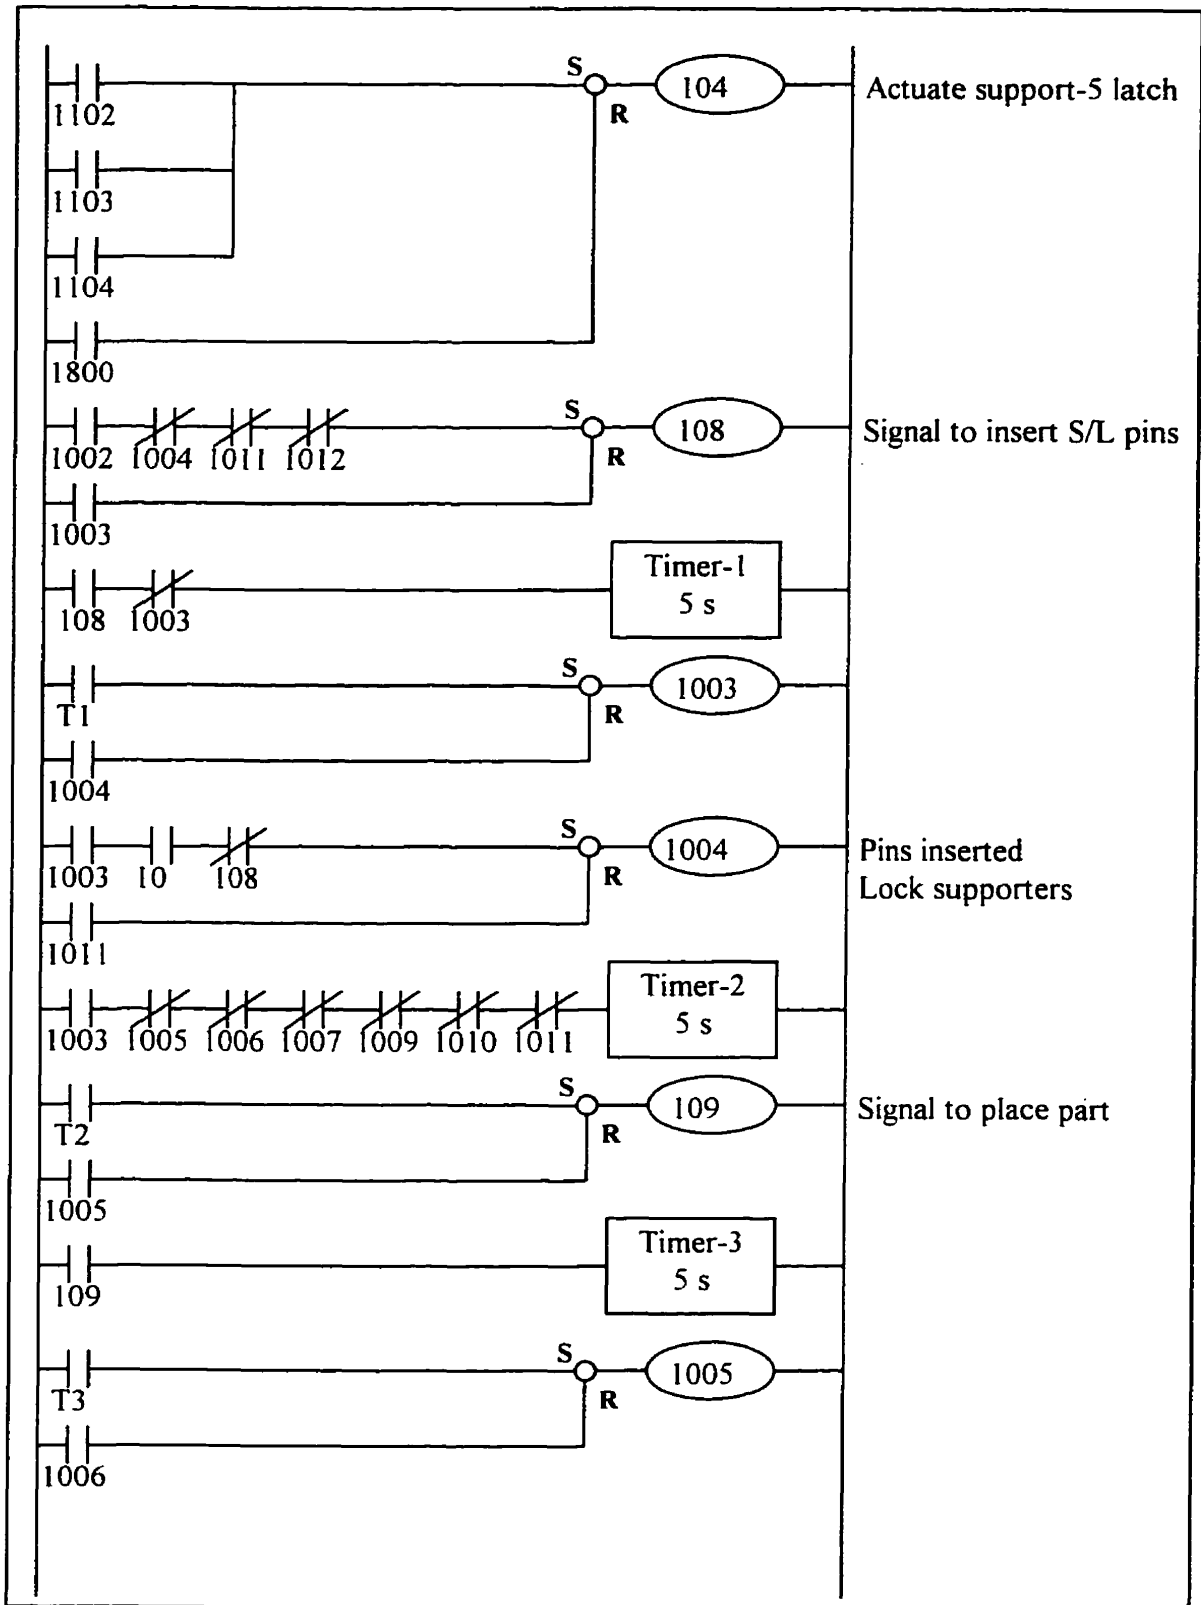 S
104
Actuate support-5 latch
R
1102
1103
1104
1800
S
108
Signal to insert S/L pins
1002 1004 1011 1012
R
1003
Timer-1
5 s
108 1003
S
1003
T1
R
1004
S
1004
Pins inserted
1003 10 108
R
Lock supporters
1011
Timer-2
5 s
1003 1005 1006 1007 1009 1010 1011
S
109
Signal to place part
T2
R
1005
Timer-3
5 s
109
S
1005
T3
R
1006